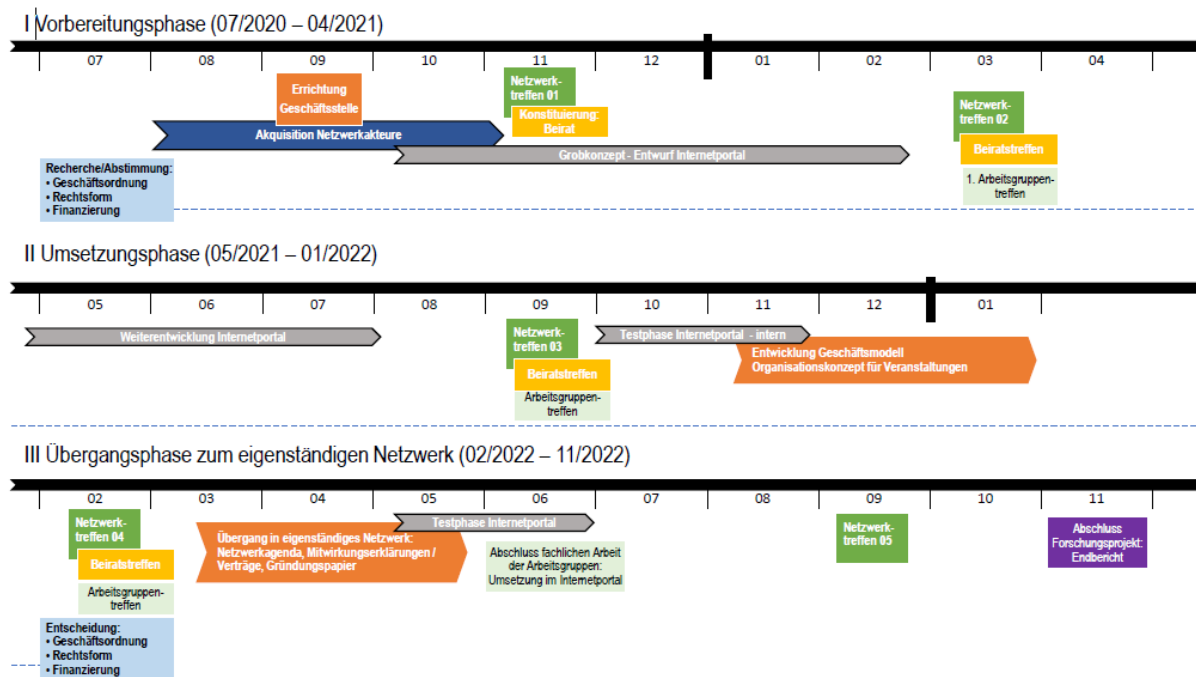 I Vorbereitungsphase (07/2020 – 04/2021)
07 08 09 10 11 12 01 02 03 04
Errichtung
Geschäftsstelle
Netzwerk-
treffen 01
Konstituierung:
Beirat
Netzwerk-
treffen 02
Akquisition Netzwerkakteure
Grobkonzept - Entwurf Internetportal
Beiratstreffen
Recherche/Abstimmung:
• Geschäftsordnung
• Rechtsform
• Finanzierung
1. Arbeitsgruppen-
treffen
II Umsetzungsphase (05/2021 – 01/2022)
05 06 07 08 09 10 11 12 01
Weiterentwicklung Internetportal
Netzwerk-
treffen 03
Beiratstreffen
Arbeitsgruppen-
treffen
Testphase Internetportal - intern
Entwicklung Geschäftsmodell
Organisationskonzept für Veranstaltungen
III Übergangsphase zum eigenständigen Netzwerk (02/2022 – 11/2022)
02 03 04 05 06 07 08 09 10 11
Netzwerk-
treffen 04
Beiratstreffen
Arbeitsgruppen-
treffen
Entscheidung:
• Geschäftsordnung
• Rechtsform
• Finanzierung
Übergang in eigenständiges Netzwerk:
Netzwerkagenda, Mitwirkungserklärungen /
Verträge, Gründungspapier
Testphase Internetportal
Abschluss fachlichen Arbeit
der Arbeitsgruppen:
Umsetzung im Internetportal
Netzwerk-
treffen 05
Abschluss
Forschungsprojekt:
Endbericht